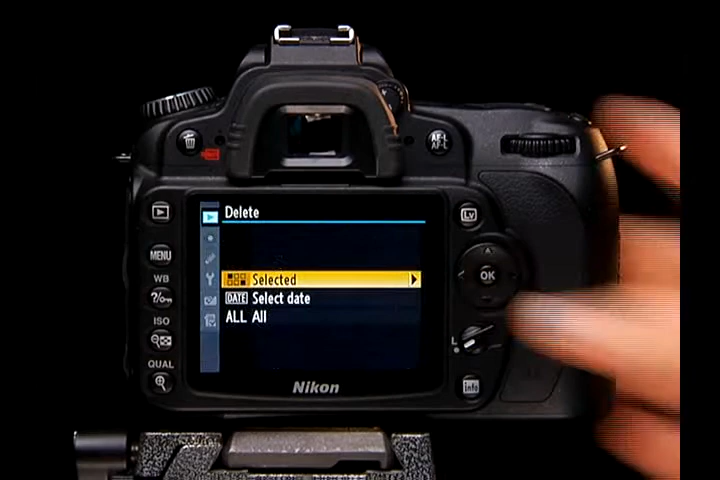 AE-L
AF-L
Delete
Lv
MENU
WB
Selected
OK
DATE Select date
ISO
ALL All
L
QUAL
info
Nikon